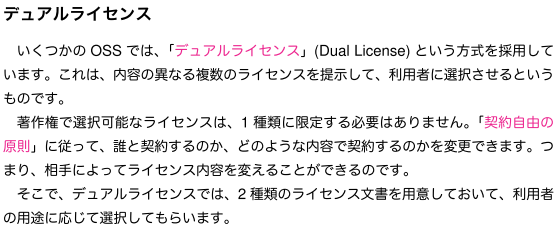 デュアルライセンス
いくつかの OSS では、「デュアルライセンス」(Dual License) という方式を採用して
います。これは、内容の異なる複数のライセンスを提示して、利用者に選択させるという
ものです。
著作権で選択可能なライセンスは、1 種類に限定する必要はありません。「契約自由の
原則」に従って、誰と契約するのか、どのような内容で契約するのかを変更できます。つ
まり、相手によってライセンス内容を変えることができるのです。
そこで、デュアルライセンスでは、2 種類のライセンス文書を用意しておいて、利用者
の用途に応じて選択してもらいます。